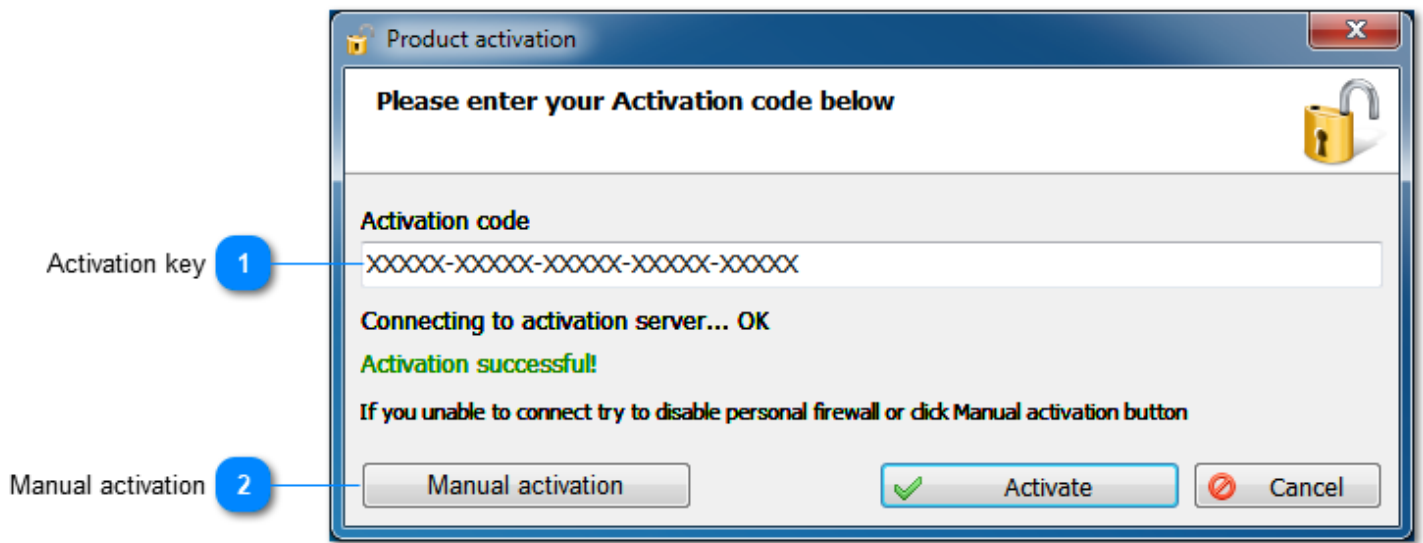 Product activation
Please enter your Activation code below
Activation code
Activation key 1 XXXXX-XXXXX-XXXXX-XXXXX-XXXXX
Connecting to activation server... OK
Activation successful!
If you unable to connect try to disable personal firewall or click Manual activation button
Manual activation 2 Manual activation Activate Cancel